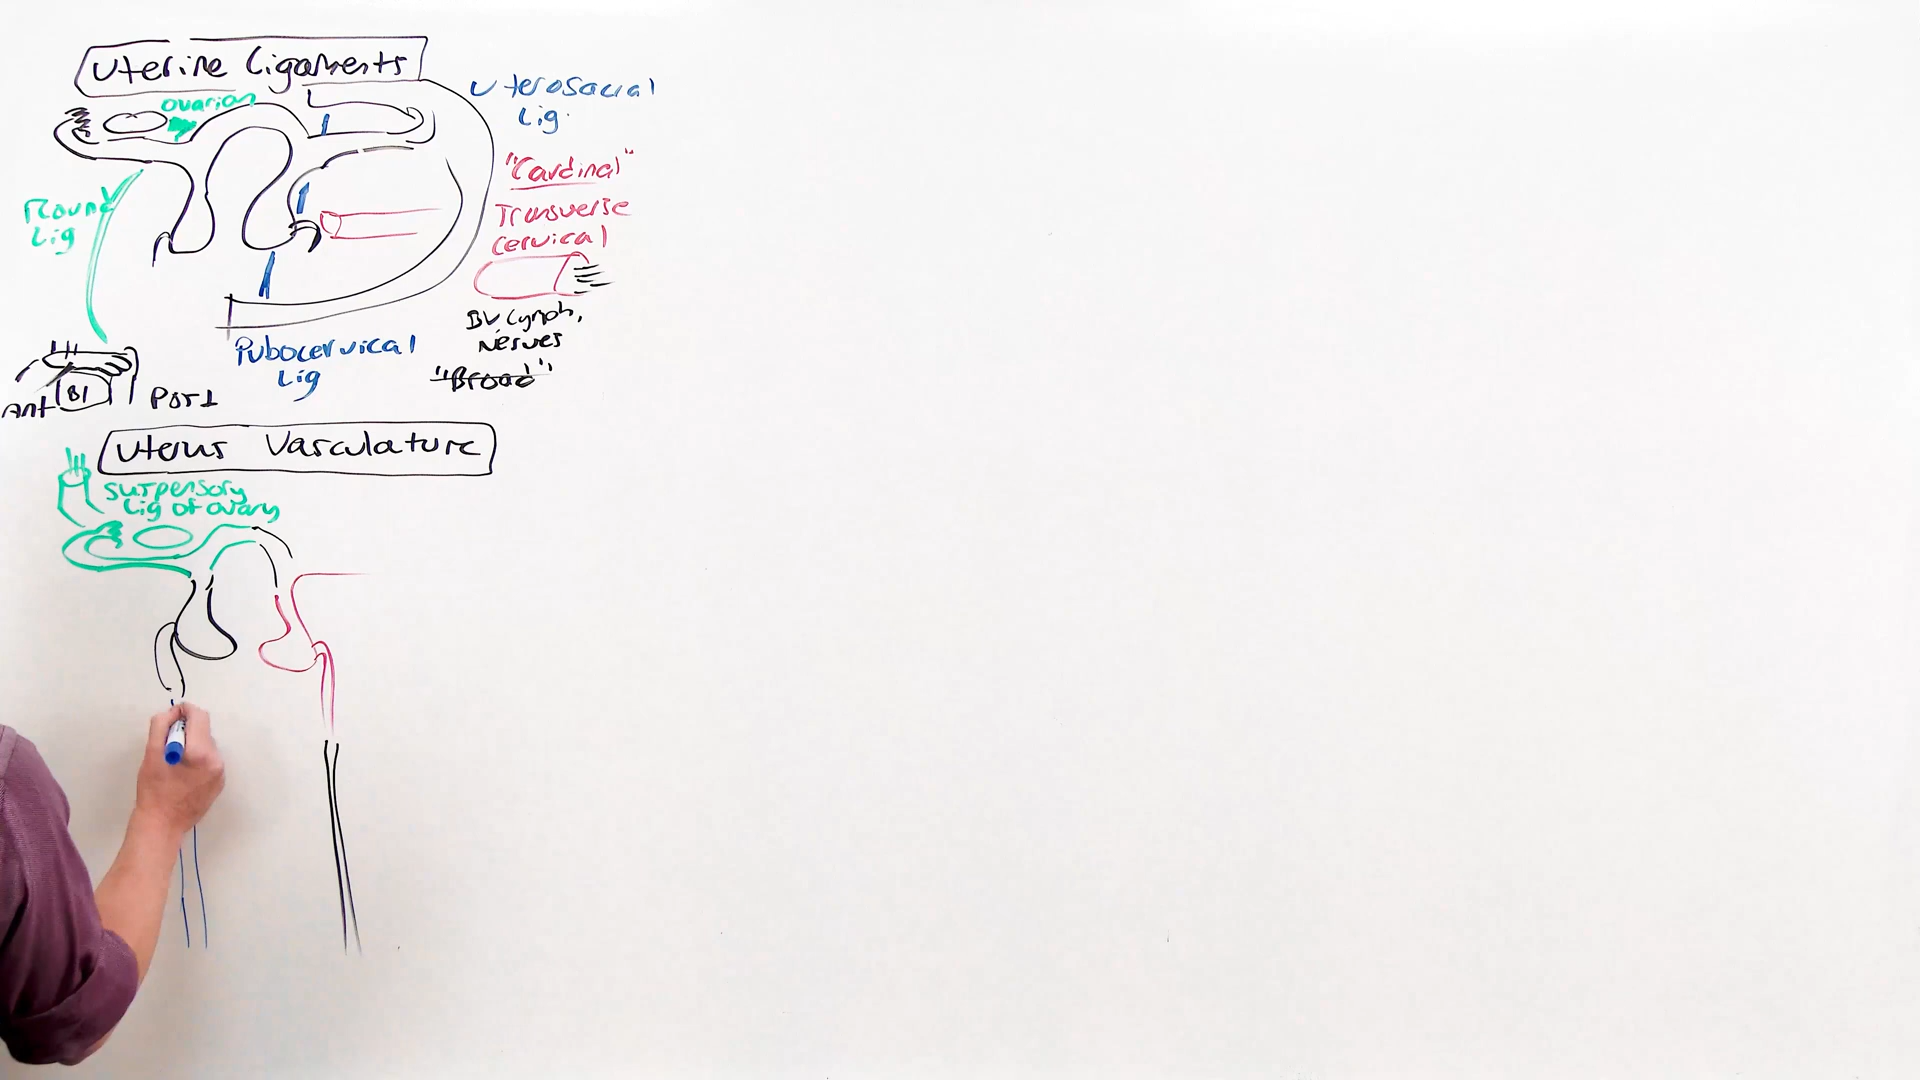 Uterine Ligaments
ovarian
Uterosacral
Lig.
"Cardinal"
Transverse
Cervical
Round
Lig
BV Lymph,
Nerves
"Broad"
Pubocervical
Lig
Ant
Bl
Post
Uterus Vasculature
Suspensory
Lig of ovary